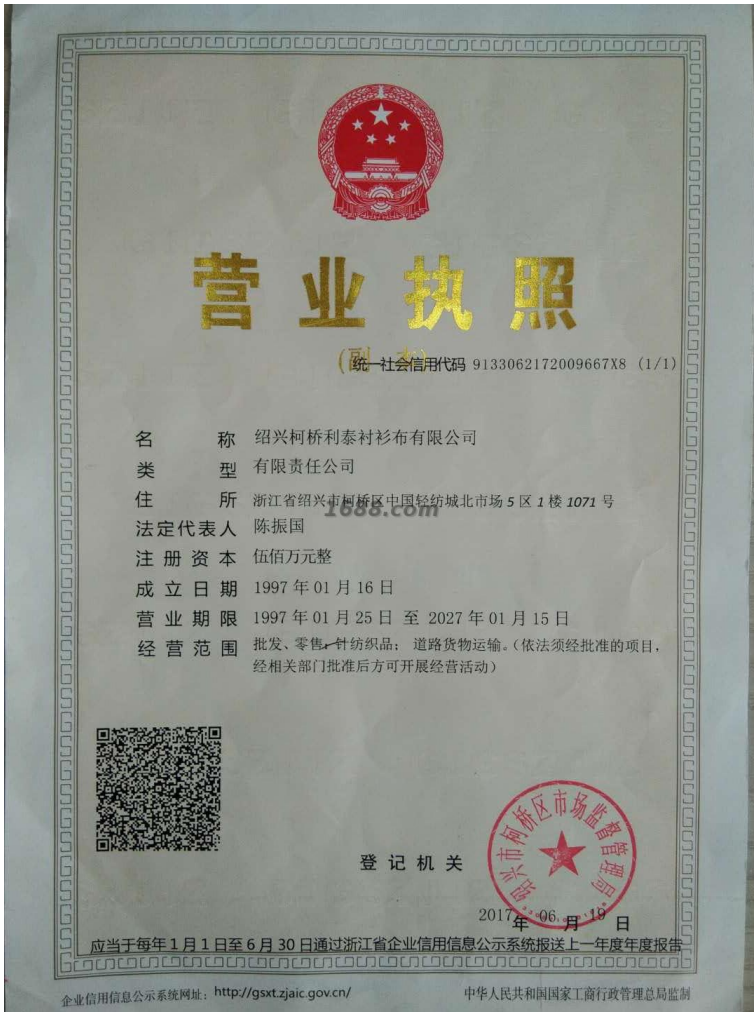 营业执照
(副本)
统一社会信用代码 9133062172009667X8 (1/1)
名称 绍兴柯桥利泰衬衫布有限公司
类型 有限责任公司
住所 浙江省绍兴市柯桥区中国轻纺城北市场5区1楼1071号
1688.com
法定代表人 陈振国
注册资本 伍佰万元整
成立日期 1997年01月16日
营业期限 1997年01月25日至2027年01月15日
经营范围 批发、零售:针纺织品；道路货物运输。(依法须经批准的项目，
经相关部门批准后方可开展经营活动)
绍兴市柯桥区市场监督管理局
登记机关
2017年06月19日
应当于每年1月1日至6月30日通过浙江省企业信用信息公示系统报送上一年度年度报告
企业信用信息公示系统网址：http://gsxt.zjaic.gov.cn/
中华人民共和国国家工商行政管理总局监制